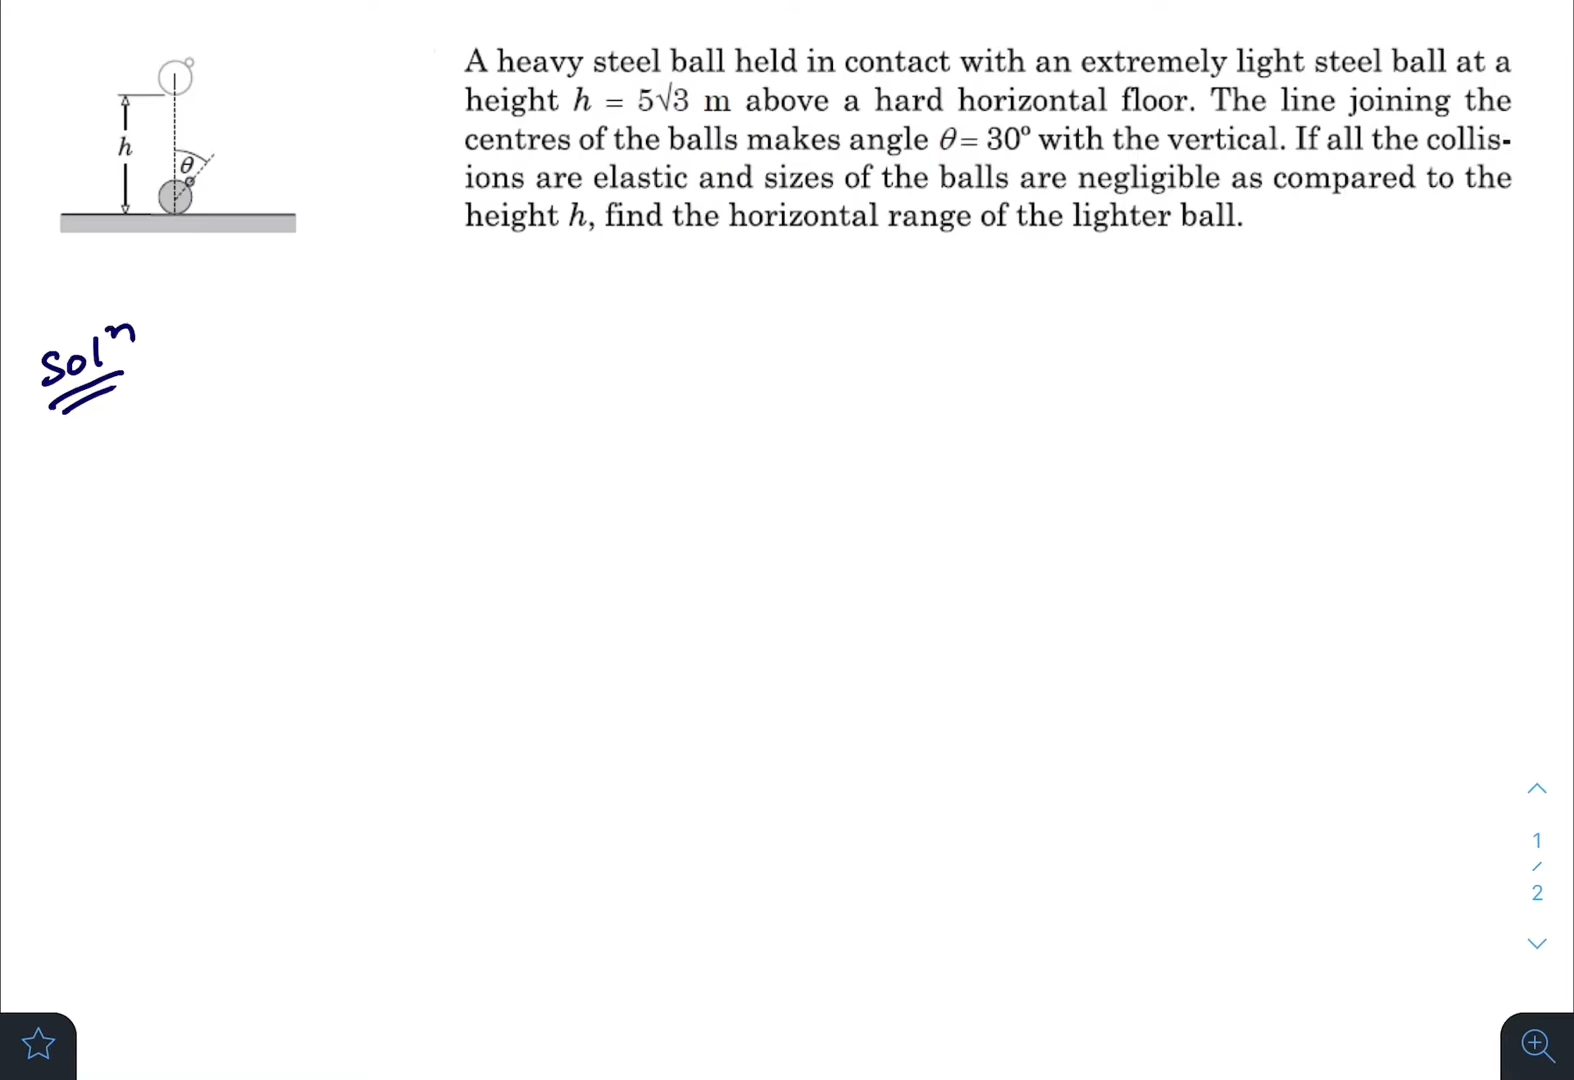 A heavy steel ball held in contact with an extremely light steel ball at a
height h = 5√3 m above a hard horizontal floor. The line joining the
centres of the balls makes angle θ= 30º with the vertical. If all the collis-
ions are elastic and sizes of the balls are negligible as compared to the
height h, find the horizontal range of the lighter ball.
h
θ
Solⁿ
1
/
2